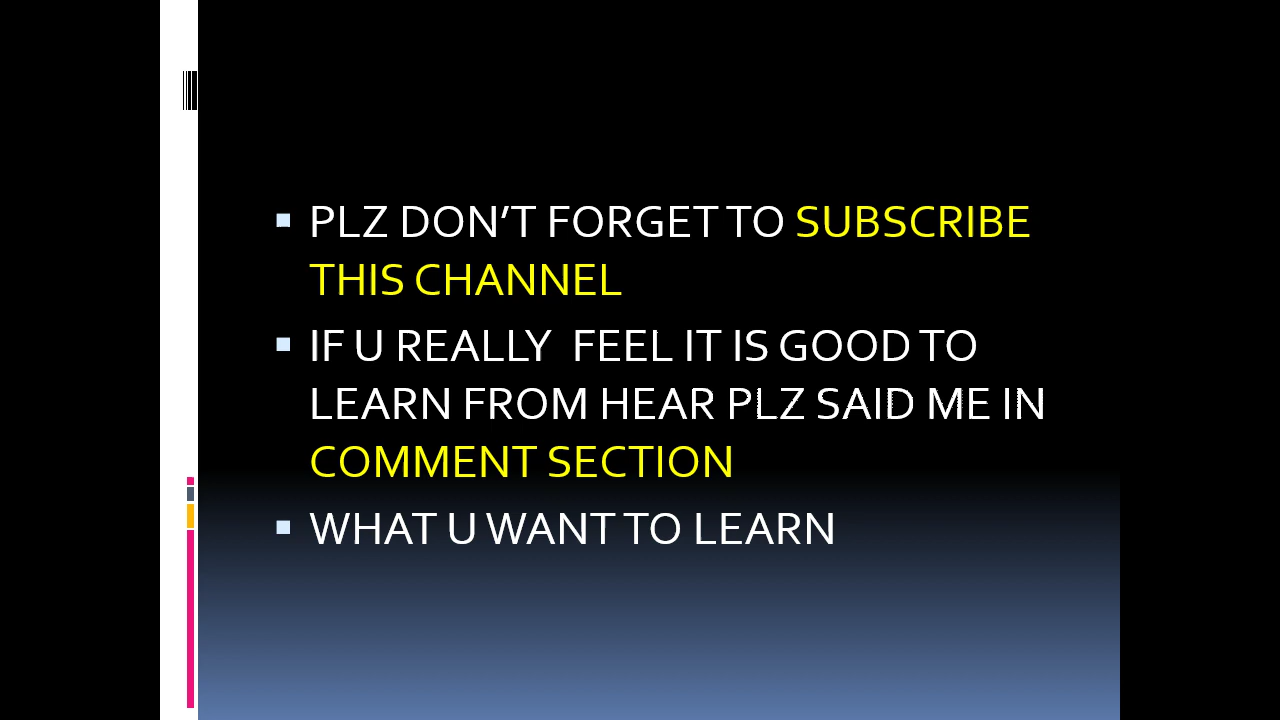 PLZ DON’T FORGET TO SUBSCRIBE
THIS CHANNEL
IF U REALLY FEEL IT IS GOOD TO
LEARN FROM HEAR PLZ SAID ME IN
COMMENT SECTION
WHAT U WANT TO LEARN